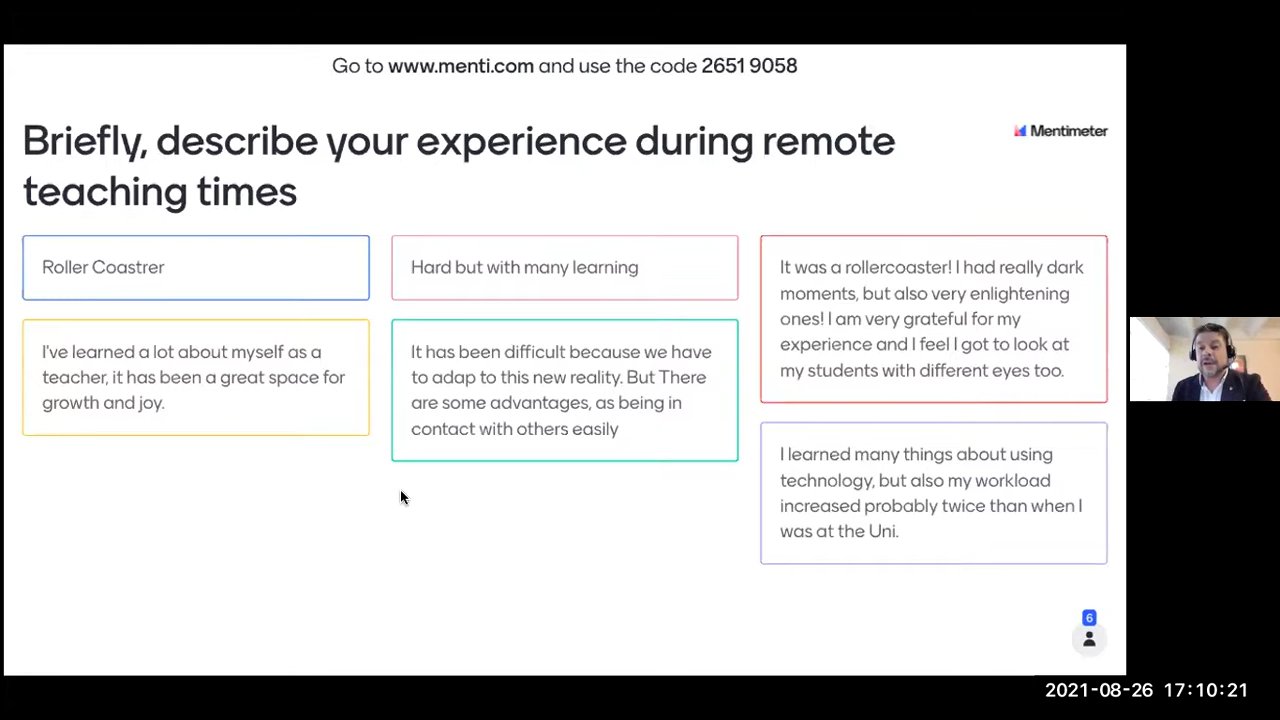 Go to www.menti.com and use the code 2651 9058
Briefly, describe your experience during remote
teaching times
Mentimeter
Roller Coastrer
I've learned a lot about myself as a
teacher, it has been a great space for
growth and joy.
Hard but with many learning
It has been difficult because we have
to adap to this new reality. But There
are some advantages, as being in
contact with others easily
It was a rollercoaster! I had really dark
moments, but also very enlightening
ones! I am very grateful for my
experience and I feel I got to look at
my students with different eyes too.
I learned many things about using
technology, but also my workload
increased probably twice than when I
was at the Uni.
6
2021-08-26 17:10:21